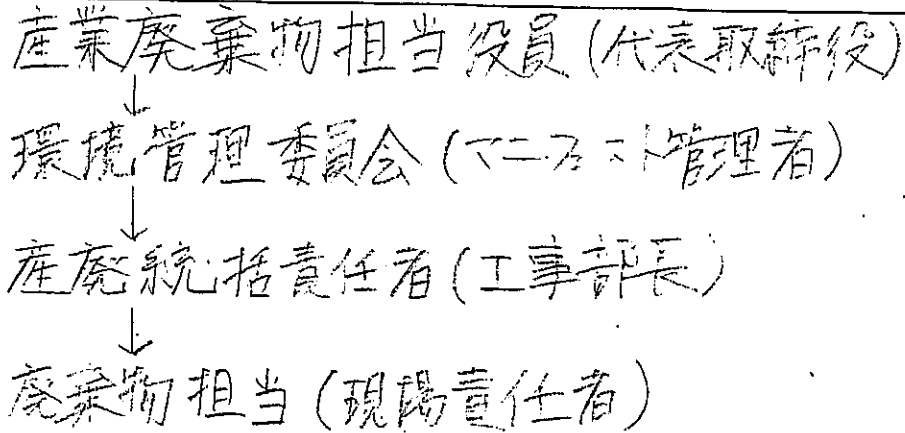 産業廃棄物担当役員(代表取締役)
↓
環境管理委員会(マニフェスト管理者)
↓
産廃統括責任者(工事部長)
↓
廃棄物担当(現場責任者)